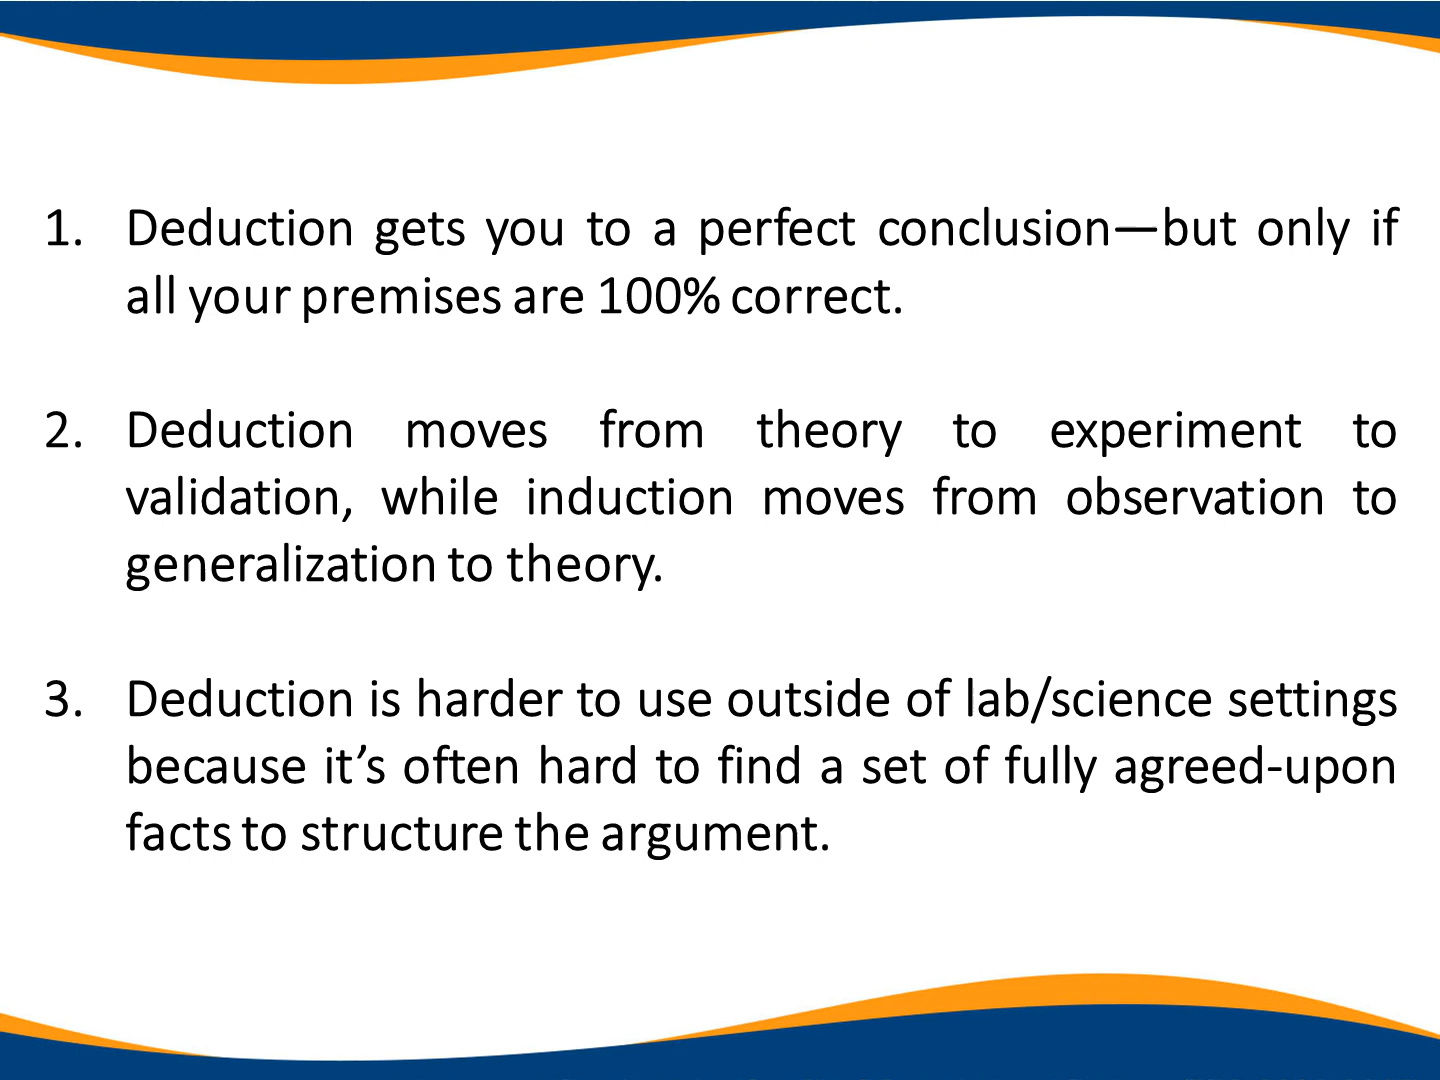 1. Deduction gets you to a perfect conclusion—but only if
all your premises are 100% correct.
2. Deduction moves from theory to experiment to
validation, while induction moves from observation to
generalization to theory.
3. Deduction is harder to use outside of lab/science settings
because it’s often hard to find a set of fully agreed-upon
facts to structure the argument.